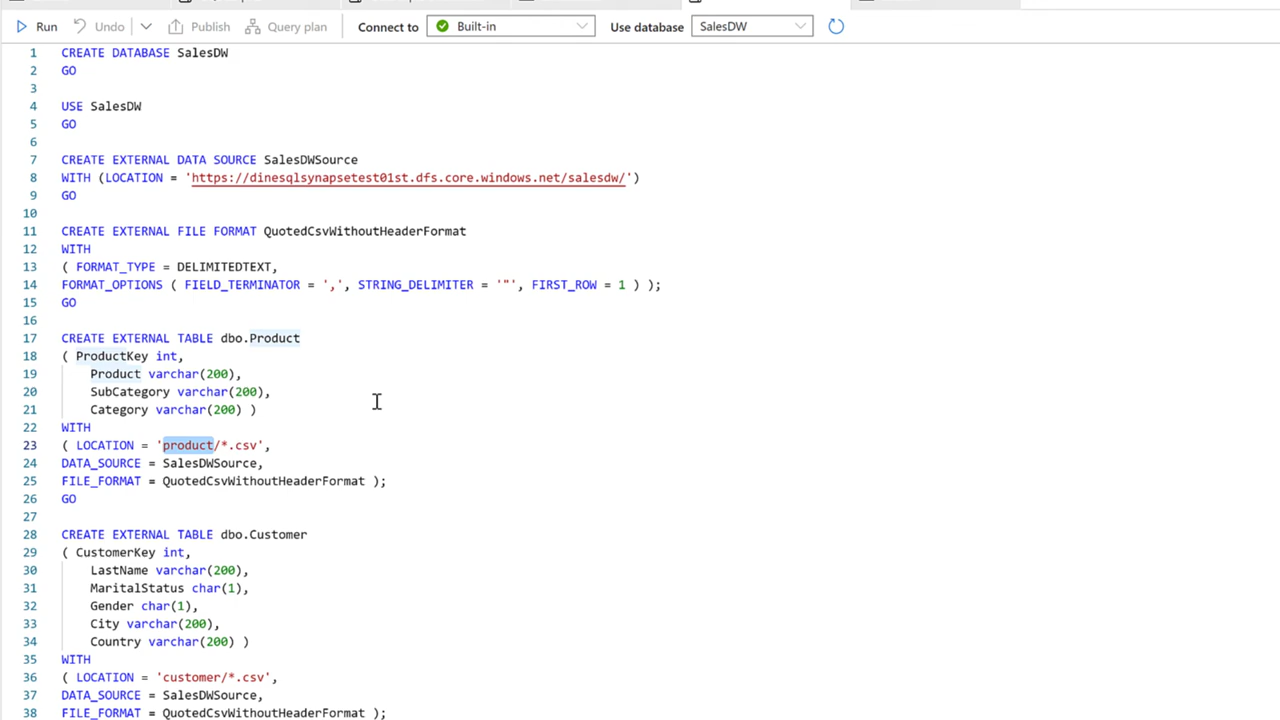 Run Undo Publish Query plan Connect to Built-in Use database SalesDW
1 CREATE DATABASE SalesDW
2 GO
3
4 USE SalesDW
5 GO
6
7 CREATE EXTERNAL DATA SOURCE SalesDWSource
8 WITH (LOCATION = 'https://dinesqlsynapsetest01st.dfs.core.windows.net/salesdw/')
9 GO
10
11 CREATE EXTERNAL FILE FORMAT QuotedCsvWithoutHeaderFormat
12 WITH
13 ( FORMAT_TYPE = DELIMITEDTEXT,
14 FORMAT_OPTIONS ( FIELD_TERMINATOR = ',', STRING_DELIMITER = '"', FIRST_ROW = 1 ) );
15 GO
16
17 CREATE EXTERNAL TABLE dbo.Product
18 ( ProductKey int,
19 Product varchar(200),
20 SubCategory varchar(200),
21 Category varchar(200) )
22 WITH
23 ( LOCATION = 'product/*.csv',
24 DATA_SOURCE = SalesDWSource,
25 FILE_FORMAT = QuotedCsvWithoutHeaderFormat );
26 GO
27
28 CREATE EXTERNAL TABLE dbo.Customer
29 ( CustomerKey int,
30 LastName varchar(200),
31 MaritalStatus char(1),
32 Gender char(1),
33 City varchar(200),
34 Country varchar(200) )
35 WITH
36 ( LOCATION = 'customer/*.csv',
37 DATA_SOURCE = SalesDWSource,
38 FILE_FORMAT = QuotedCsvWithoutHeaderFormat );